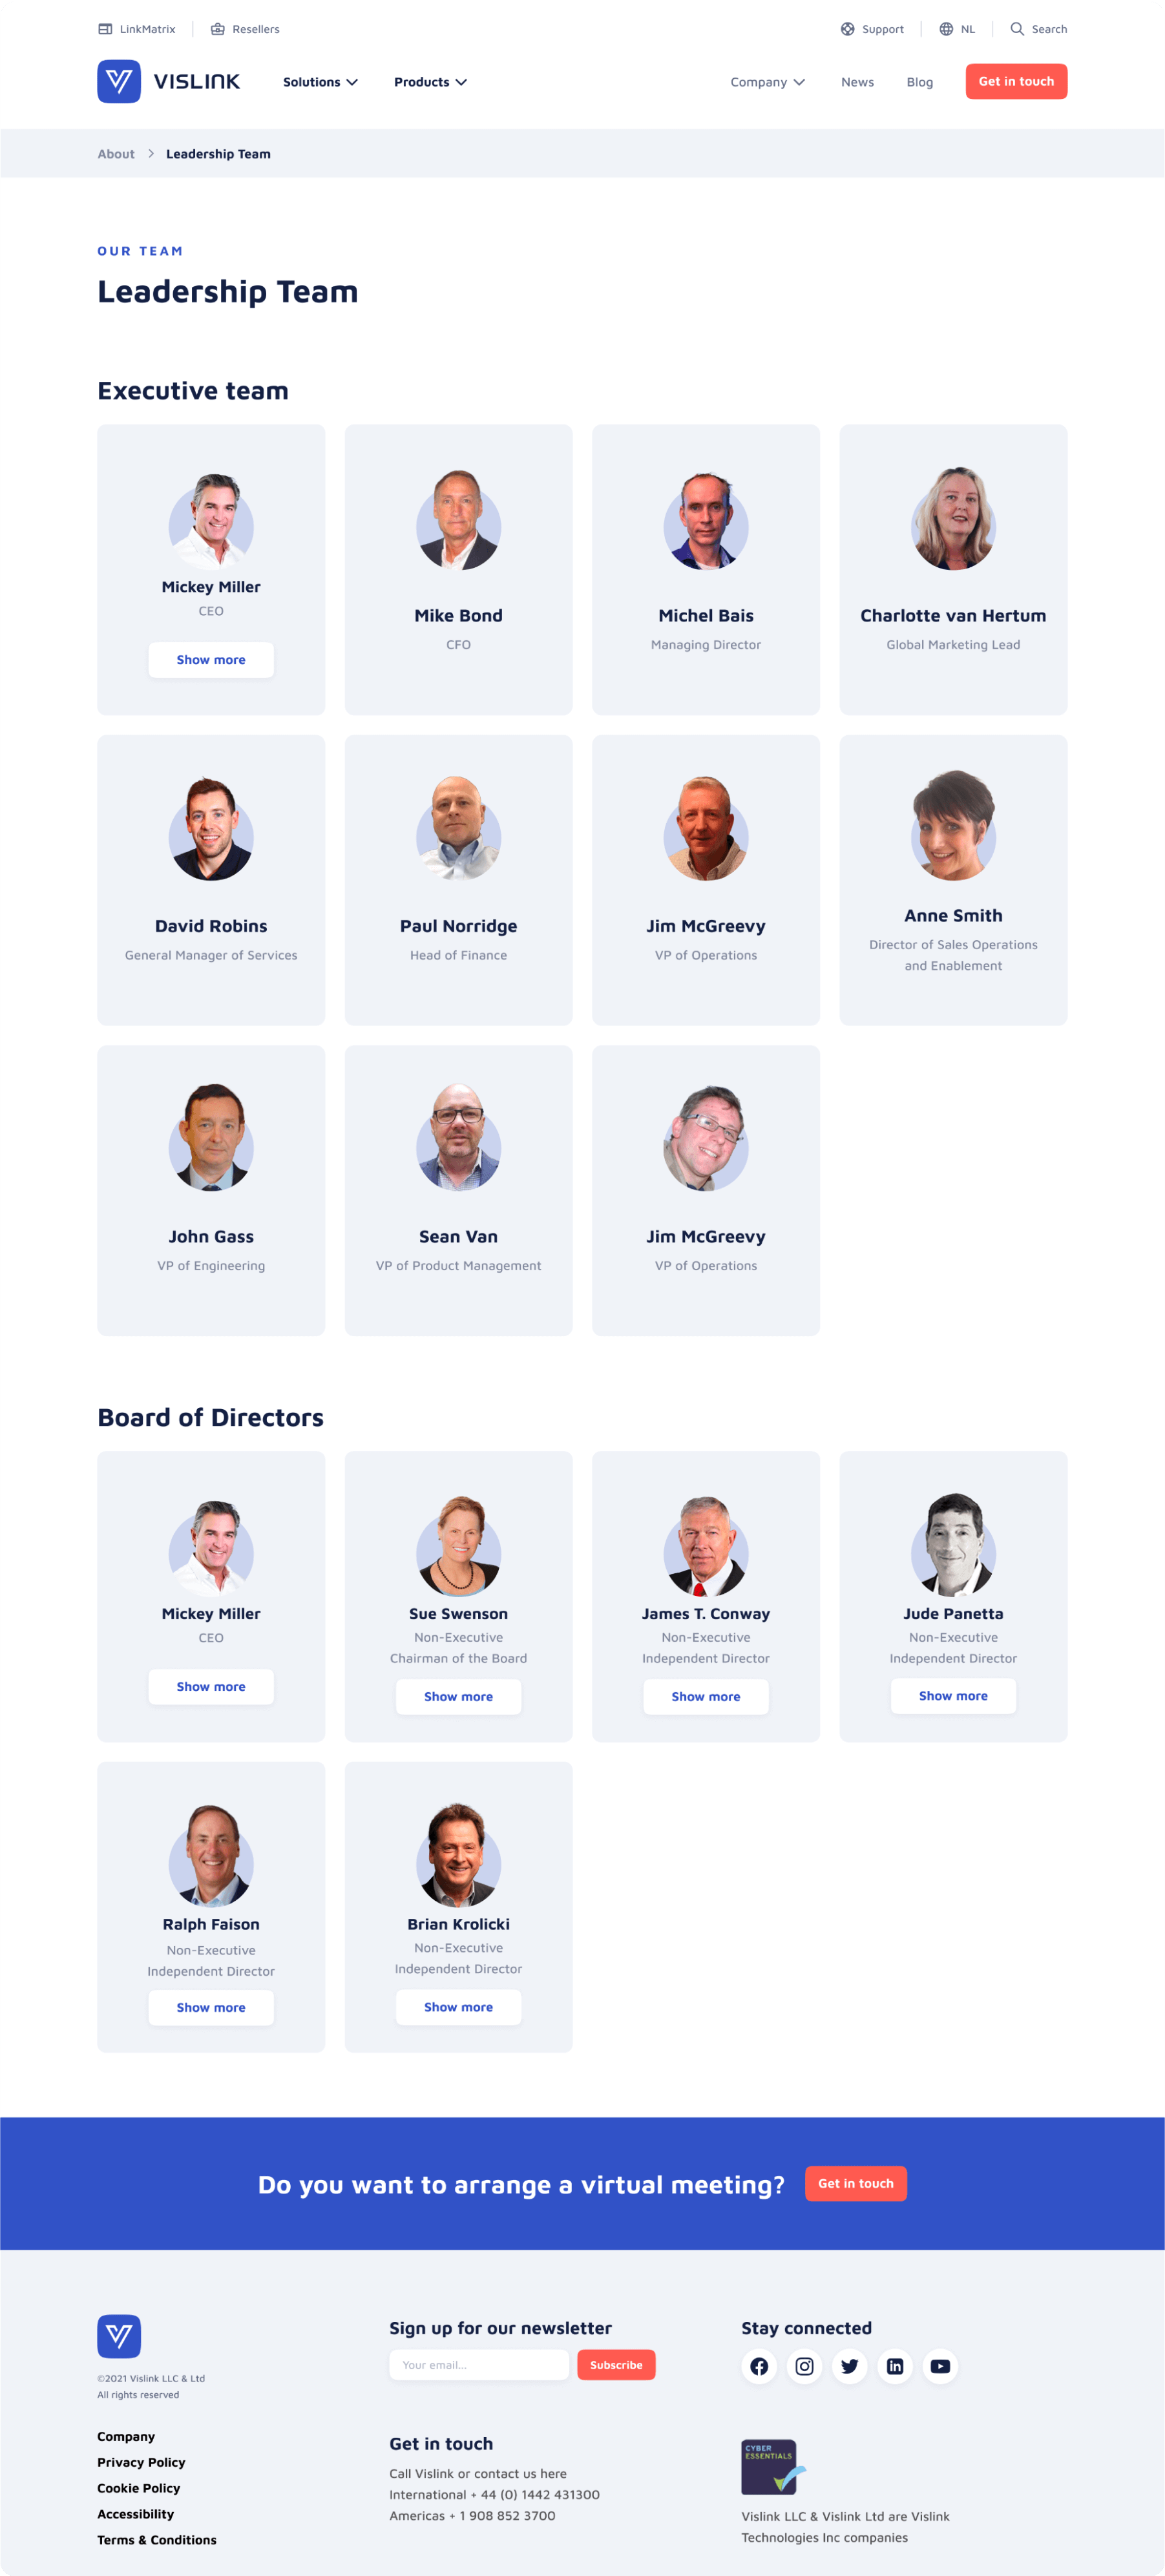 LinkMatrix
Resellers
Support
NL
Search
VISLINK
Solutions
Products
Company
News
Blog
Get in touch
About
Leadership Team
OUR TEAM
Leadership Team
Executive team
Mickey Miller
CEO
Show more
Mike Bond
CFO
Michel Bais
Managing Director
Charlotte van Hertum
Global Marketing Lead
David Robins
General Manager of Services
Paul Norridge
Head of Finance
Jim McGreevy
VP of Operations
Anne Smith
Director of Sales Operations
and Enablement
John Gass
VP of Engineering
Sean Van
VP of Product Management
Jim McGreevy
VP of Operations
Board of Directors
Mickey Miller
CEO
Show more
Sue Swenson
Non-Executive
Chairman of the Board
Show more
James T. Conway
Non-Executive
Independent Director
Show more
Jude Panetta
Non-Executive
Independent Director
Show more
Ralph Faison
Non-Executive
Independent Director
Show more
Brian Krolicki
Non-Executive
Independent Director
Show more
Do you want to arrange a virtual meeting?
Get in touch
©2021 Vislink LLC & Ltd
All rights reserved
Company
Privacy Policy
Cookie Policy
Accessibility
Terms & Conditions
Sign up for our newsletter
Your email...
Subscribe
Get in touch
Call Vislink or contact us here
International + 44 (0) 1442 431300
Americas + 1 908 852 3700
Stay connected
CYBER
ESSENTIALS
Vislink LLC & Vislink Ltd are Vislink
Technologies Inc companies